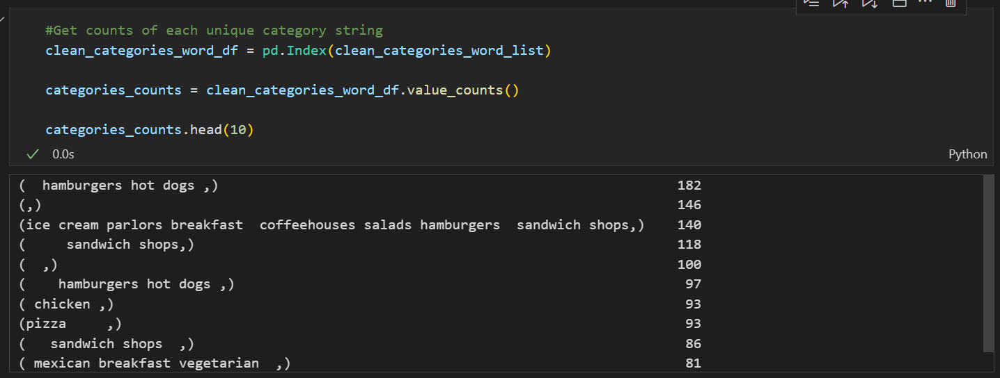 #Get counts of each unique category string
clean_categories_word_df = pd.Index(clean_categories_word_list)
categories_counts = clean_categories_word_df.value_counts()
categories_counts.head(10)
0.0s Python
(  hamburgers hot dogs ,) 182
(,) 146
(ice cream parlors breakfast  coffeehouses salads hamburgers  sandwich shops,) 140
(     sandwich shops,) 118
(  ,) 100
(    hamburgers hot dogs ,) 97
( chicken ,) 93
(pizza     ,) 93
(   sandwich shops  ,) 86
( mexican breakfast vegetarian  ,) 81